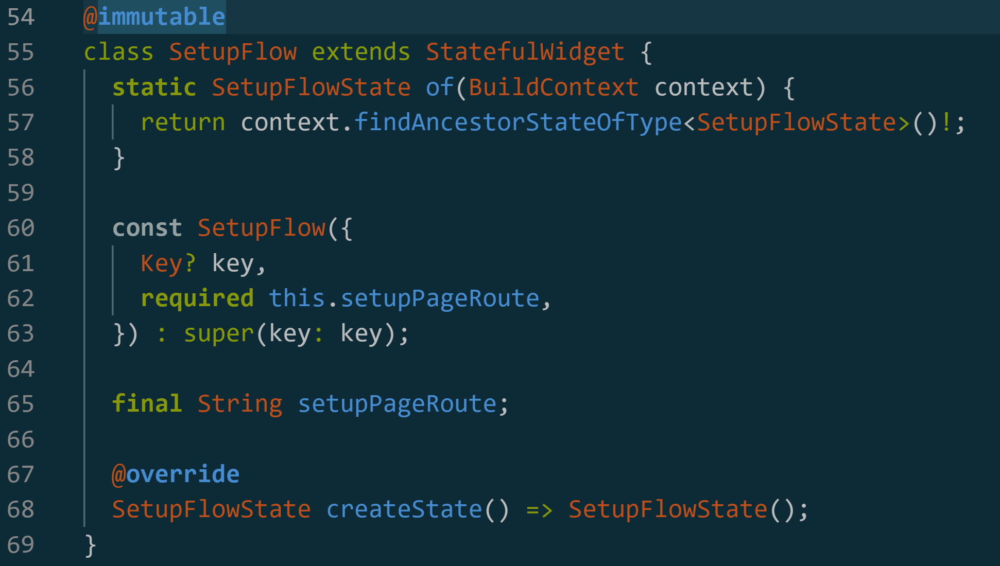 54 @immutable
55 class SetupFlow extends StatefulWidget {
56   static SetupFlowState of(BuildContext context) {
57     return context.findAncestorStateOfType<SetupFlowState>()!;
58   }
59
60   const SetupFlow({
61     Key? key,
62     required this.setupPageRoute,
63   }) : super(key: key);
64
65   final String setupPageRoute;
66
67   @override
68   SetupFlowState createState() => SetupFlowState();
69 }